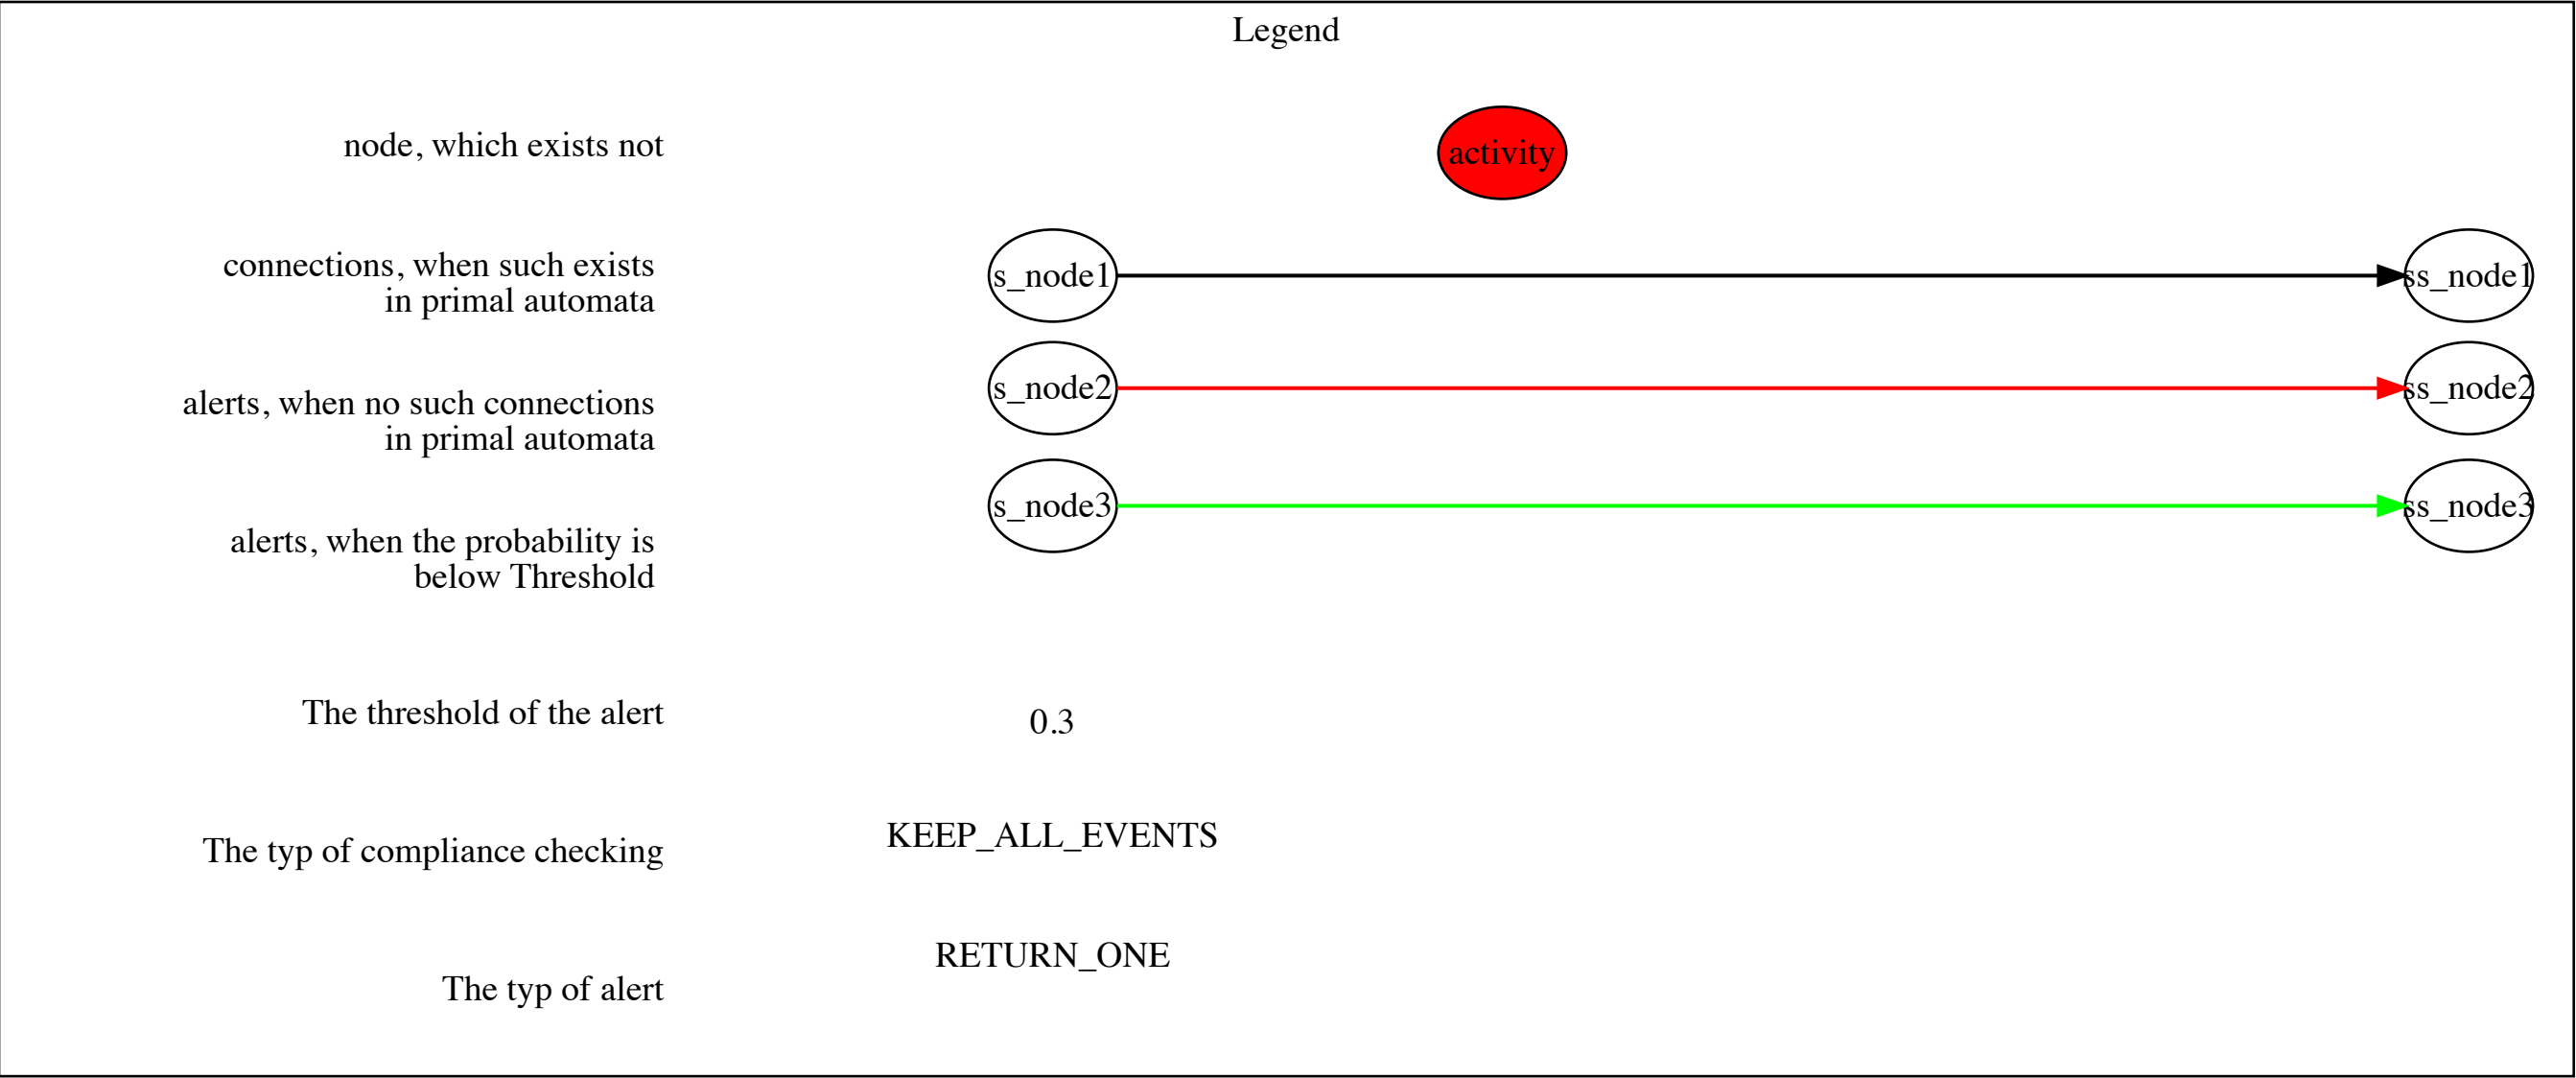 Legend
node, which exists not
activity
connections, when such exists
in primal automata
s_node1
ss_node1
alerts, when no such connections
in primal automata
s_node2
ss_node2
alerts, when the probability is
below Threshold
s_node3
ss_node3
The threshold of the alert
0.3
The typ of compliance checking
KEEP_ALL_EVENTS
The typ of alert
RETURN_ONE